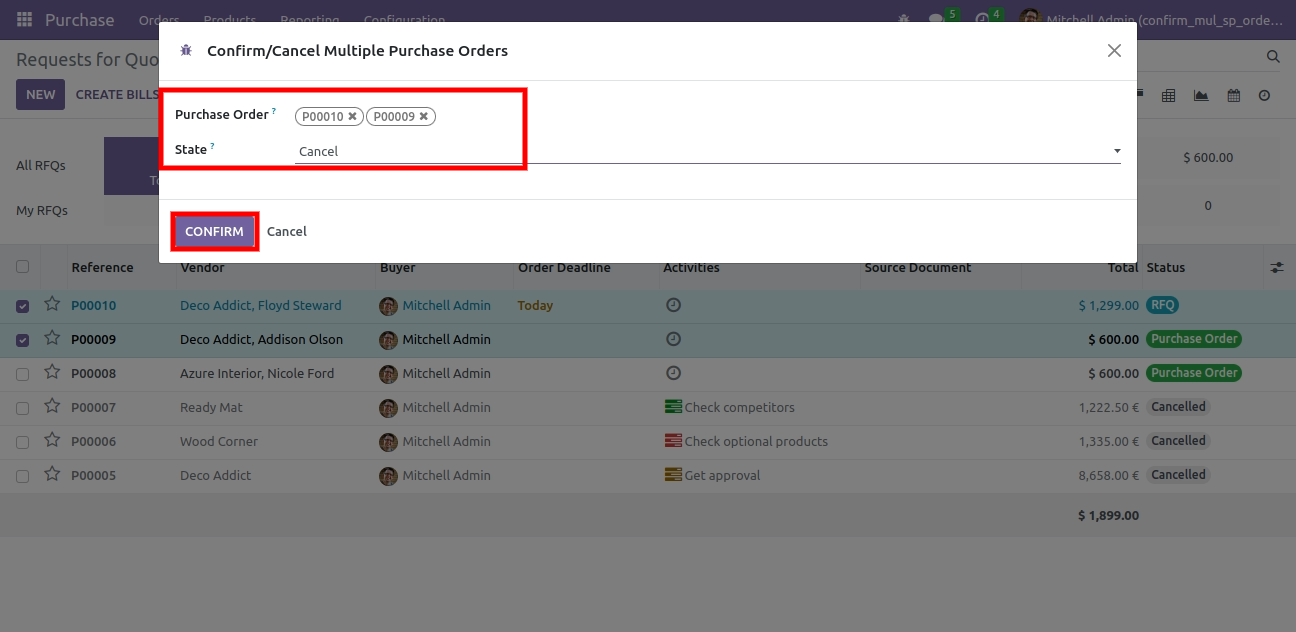 Purchase Orders Products Reporting Configuration 5 4 Mitchell Admin (confirm_mul_sp_orde...
Confirm/Cancel Multiple Purchase Orders
Requests for Quo
NEW CREATE BILLS
Purchase Order ? P00010 ✖ P00009 ✖
State ? Cancel
All RFQs To $ 600.00
My RFQs 0
CONFIRM Cancel
Reference Vendor Buyer Order Deadline Activities Source Document Total Status
P00010 Deco Addict, Floyd Steward Mitchell Admin Today $ 1,299.00 RFQ
P00009 Deco Addict, Addison Olson Mitchell Admin $ 600.00 Purchase Order
P00008 Azure Interior, Nicole Ford Mitchell Admin $ 600.00 Purchase Order
P00007 Ready Mat Mitchell Admin Check competitors 1,222.50 € Cancelled
P00006 Wood Corner Mitchell Admin Check optional products 1,335.00 € Cancelled
P00005 Deco Addict Mitchell Admin Get approval 8,658.00 € Cancelled
$ 1,899.00